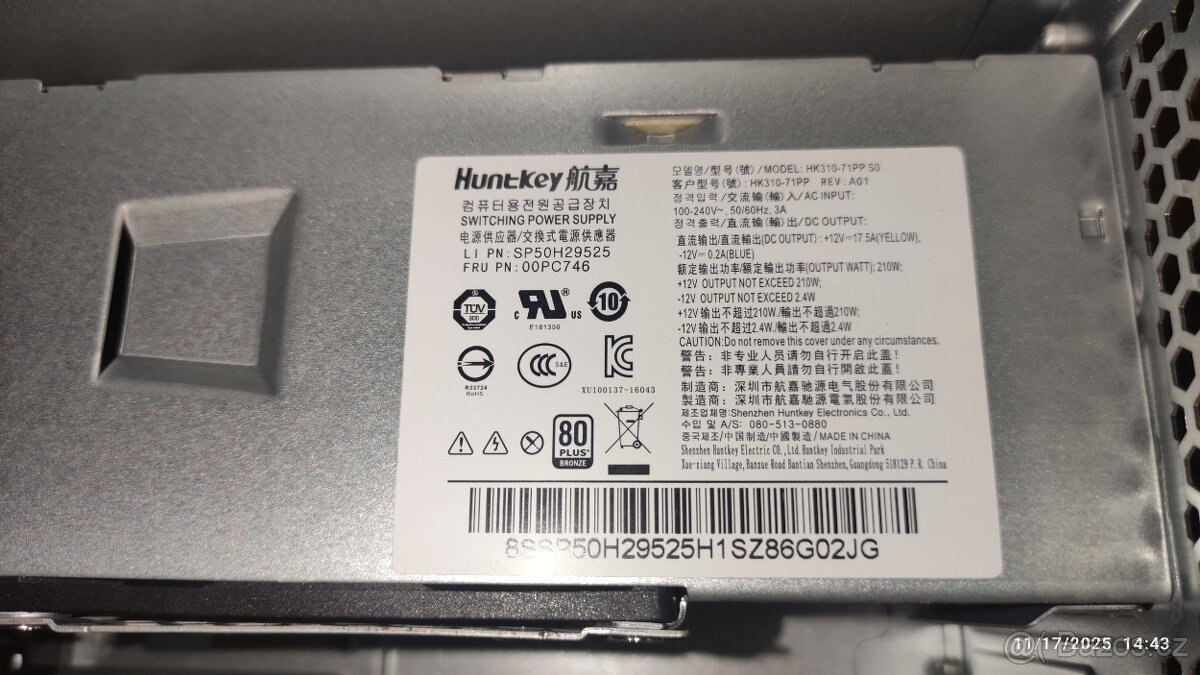 Huntkey 航嘉
컴퓨터용전원공급장치
SWITCHING POWER SUPPLY
电源供应器/交換式電源供應器
LI PN: SP50H29525
FRU PN: 00PC746
TÜV
SÜD
c RU ® US
E181356
10
R33724
RoHS
CCC S&E
KC
XU100137-16043
80
PLUS®
BRONZE
모델명/型号(號)/MODEL: HK310-71PP S0
客户型号(號): HK310-71PP REV: A01
정격입력/交流输(輸)入/AC INPUT:
100-240V~, 50/60Hz, 3A
정격출력/直流输(輸)出/DC OUTPUT:
直流输出/直流輸出(DC OUTPUT): +12V⎓17.5A(YELLOW),
-12V⎓0.2A(BLUE)
额定输出功率/額定輸出功率(OUTPUT WATT): 210W;
+12V OUTPUT NOT EXCEED 210W;
-12V OUTPUT NOT EXCEED 2.4W
+12V输出不超过210W./輸出不超過210W;
-12V输出不超过2.4W./輸出不超過2.4W
CAUTION:Do not remove this cover under any circumstances.
警告: 非专业人员请勿自行开启此盖!
警告: 非專業人員請勿自行開啟此蓋!
制造商: 深圳市航嘉驰源电气股份有限公司
製造商: 深圳市航嘉馳源電氣股份有限公司
제조업체명:Shenzhen Huntkey Electronics Co., Ltd.
수입 및 A/S: 080-513-0880
중국제조/中国制造/中國製造/MADE IN CHINA
Shenzhen Huntkey Electric CO.,Ltd. Huntkey Industrial Park
Xue-xiang Village, Banxue Road Bantian Shenzhen, Guangdong 518129 P. R. China
8SSP50H29525H1SZ86G02JG
11/17/2025 14:43
© Bazos.cz